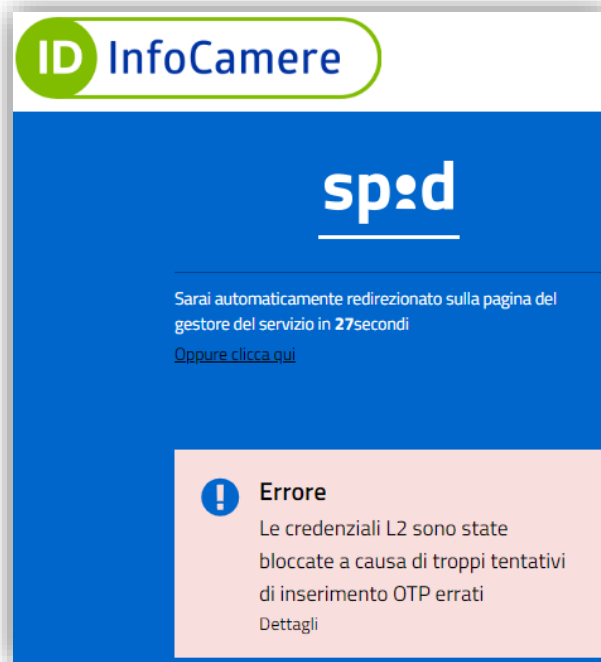 ID InfoCamere
spid
Sarai automaticamente redirezionato sulla pagina del
gestore del servizio in 27secondi
Oppure clicca qui
Errore
Le credenziali L2 sono state
bloccate a causa di troppi tentativi
di inserimento OTP errati
Dettagli